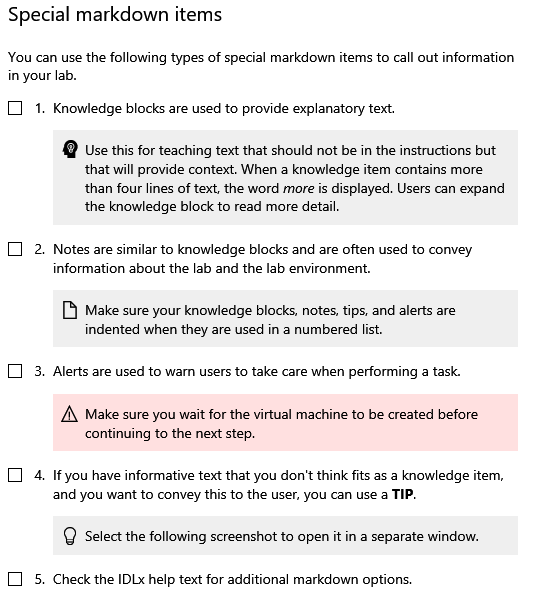 Special markdown items
You can use the following types of special markdown items to call out information
in your lab.
1. Knowledge blocks are used to provide explanatory text.
Use this for teaching text that should not be in the instructions but
that will provide context. When a knowledge item contains more
than four lines of text, the word more is displayed. Users can expand
the knowledge block to read more detail.
2. Notes are similar to knowledge blocks and are often used to convey
information about the lab and the lab environment.
Make sure your knowledge blocks, notes, tips, and alerts are
indented when they are used in a numbered list.
3. Alerts are used to warn users to take care when performing a task.
Make sure you wait for the virtual machine to be created before
continuing to the next step.
4. If you have informative text that you don't think fits as a knowledge item,
and you want to convey this to the user, you can use a TIP.
Select the following screenshot to open it in a separate window.
5. Check the IDLx help text for additional markdown options.